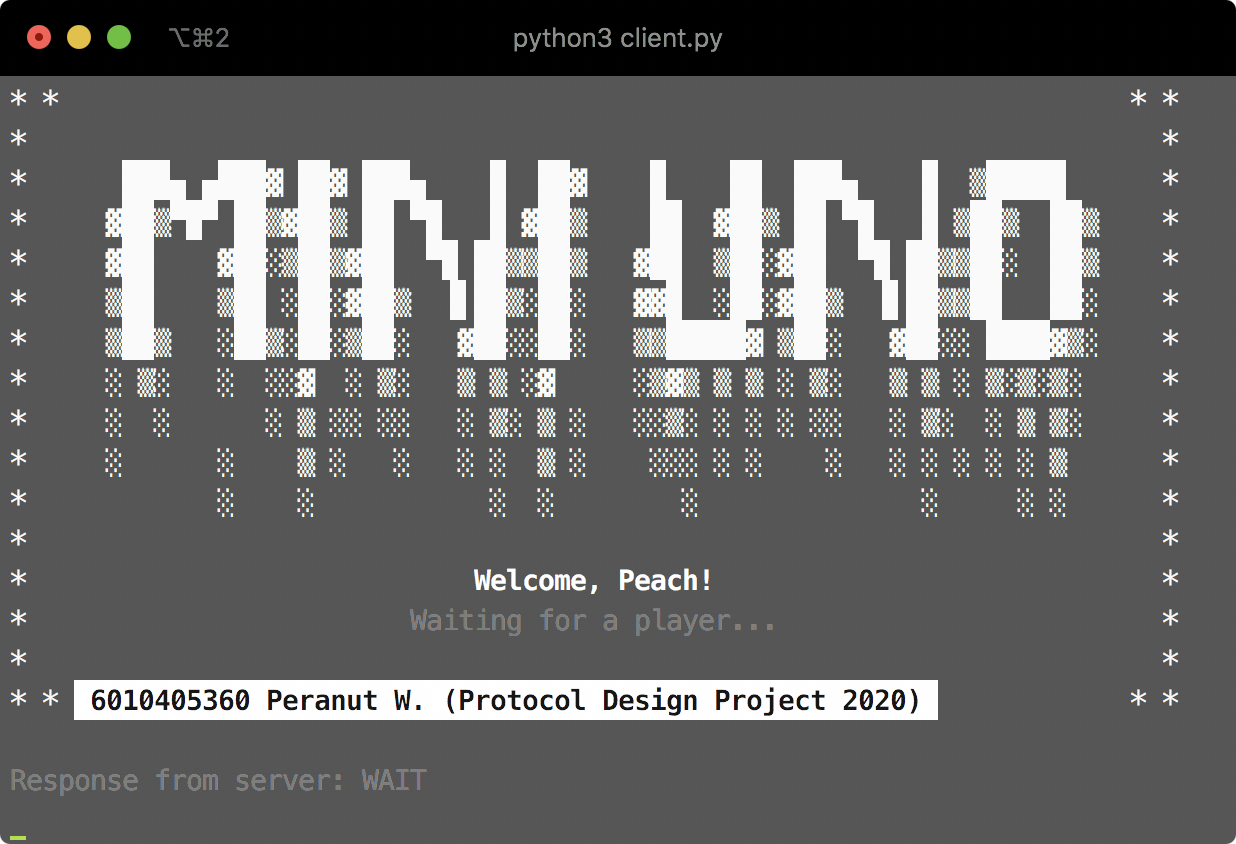 ⌥⌘2
python3 client.py
MINI UNO
Welcome, Peach!
Waiting for a player...
6010405360 Peranut W. (Protocol Design Project 2020)
Response from server: WAIT